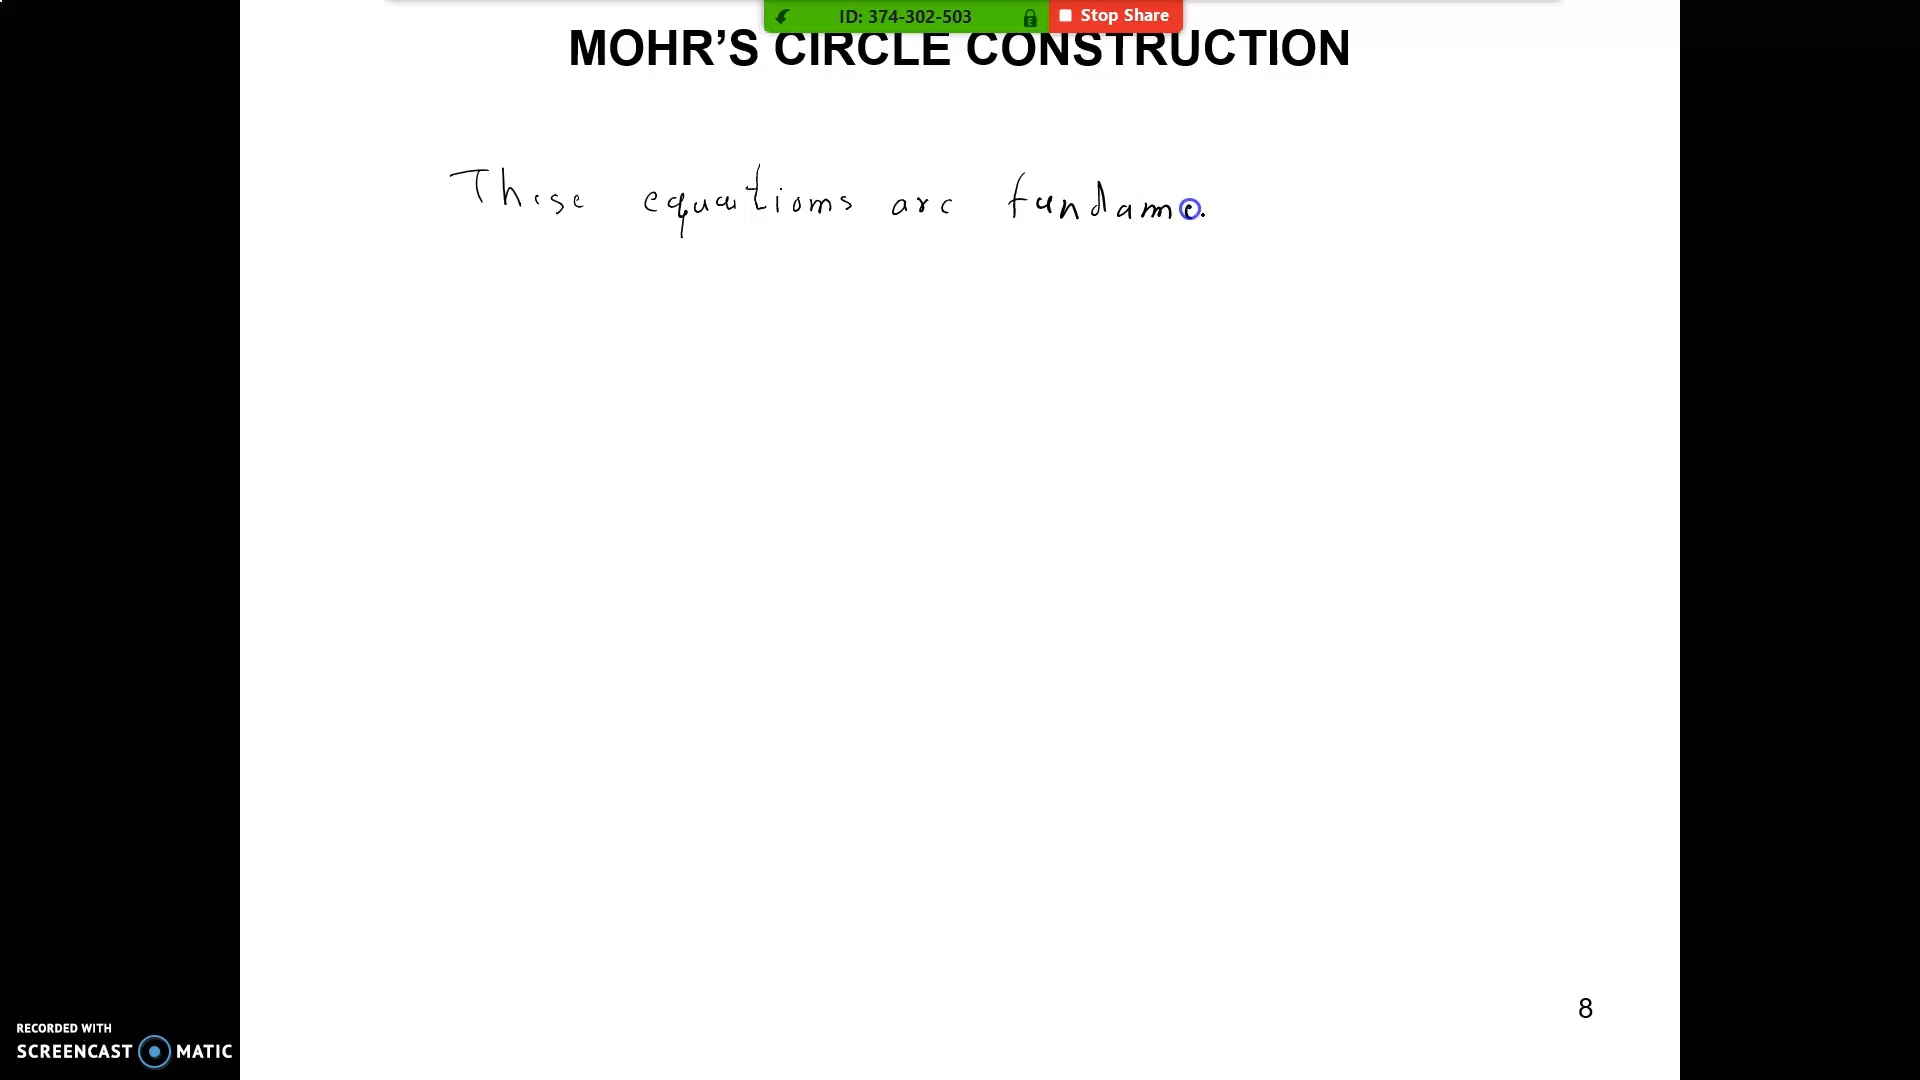 ID: 374-302-503 Stop Share
MOHR’S CIRCLE CONSTRUCTION
These equations are fundame.
8
RECORDED WITH
SCREENCAST MATIC